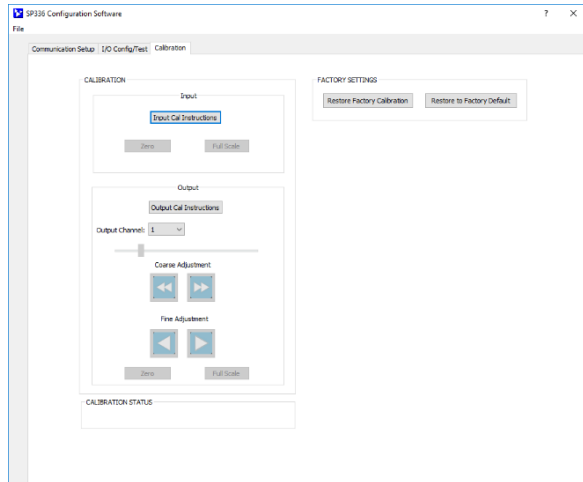 SP336 Configuration Software ? ×
File
Communication Setup I/O Config/Test Calibration
CALIBRATION
Input
Input Cal Instructions
Zero Full Scale
Output
Output Cal Instructions
Output Channel: 1
Coarse Adjustment
Fine Adjustment
Zero Full Scale
CALIBRATION STATUS
FACTORY SETTINGS
Restore Factory Calibration Restore to Factory Default